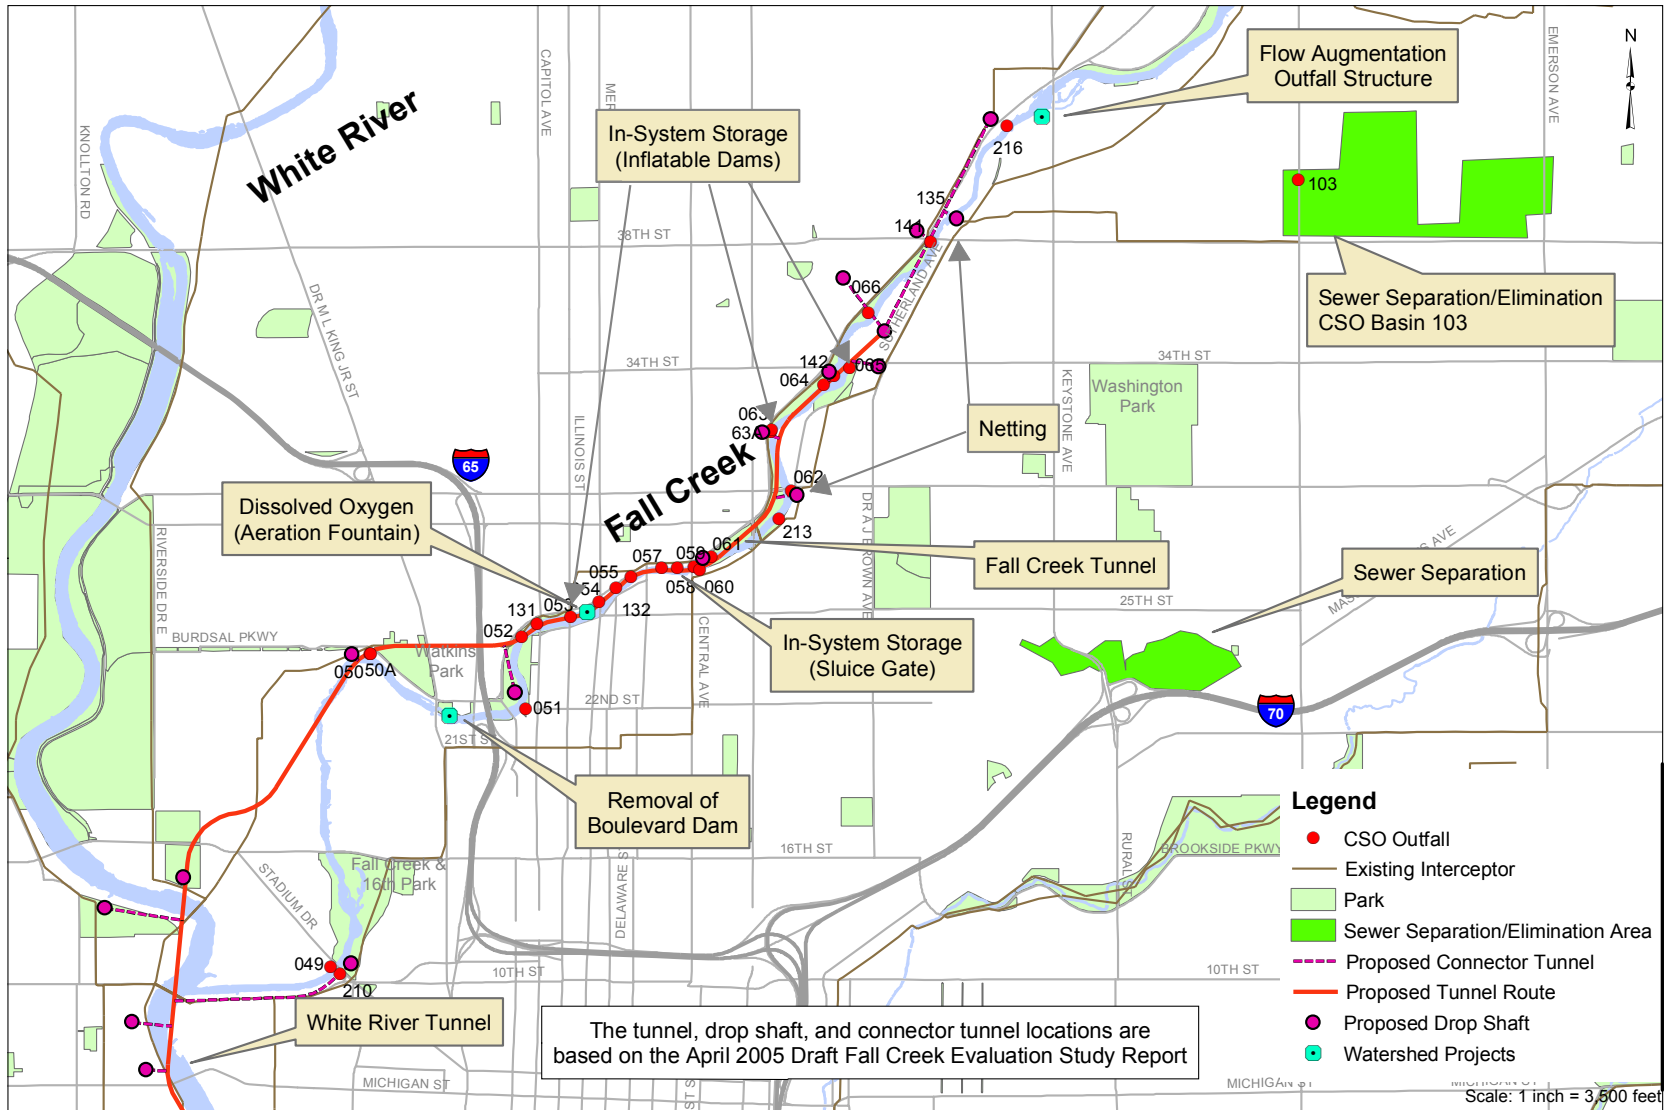 N
Flow Augmentation
Outfall Structure
EMERSON AVE
CAPITOL AVE
MER
White River
KNOLLTON RD
In-System Storage
(Inflatable Dams)
216
103
135
141
38TH ST
SUTHERLAND AVE
066
Sewer Separation/Elimination
CSO Basin 103
DR M L KING JR ST
34TH ST
142
065
34TH ST
064
KEYSTONE AVE
Washington
Park
063
63A
Netting
ILLINOIS ST
65
Fall Creek
062
Dissolved Oxygen
(Aeration Fountain)
213
DR A J BROWN AVE
RIVERSIDE DR E
057
059
061
Fall Creek Tunnel
S AVE
MAS
Sewer Separation
055
058
060
054
053
132
131
25TH ST
052
BURDSAL PKWY
Watkins
Park
In-System Storage
(Sluice Gate)
CENTRAL AVE
050
50A
051
22ND ST
21ST S
70
Removal of
Boulevard Dam
16TH ST
Fall Creek &
16th Park
STADIUM DR
DELAWARE S
RURAL ST
BROOKSIDE PKWY
Legend
CSO Outfall
Existing Interceptor
Park
Sewer Separation/Elimination Area
Proposed Connector Tunnel
Proposed Tunnel Route
Proposed Drop Shaft
Watershed Projects
049
210
10TH ST
10TH ST
White River Tunnel
The tunnel, drop shaft, and connector tunnel locations are
based on the April 2005 Draft Fall Creek Evaluation Study Report
MICHIGAN ST
ST S
MICHIGAN ST
MICHIGAN ST
Scale: 1 inch = 3,500 feet